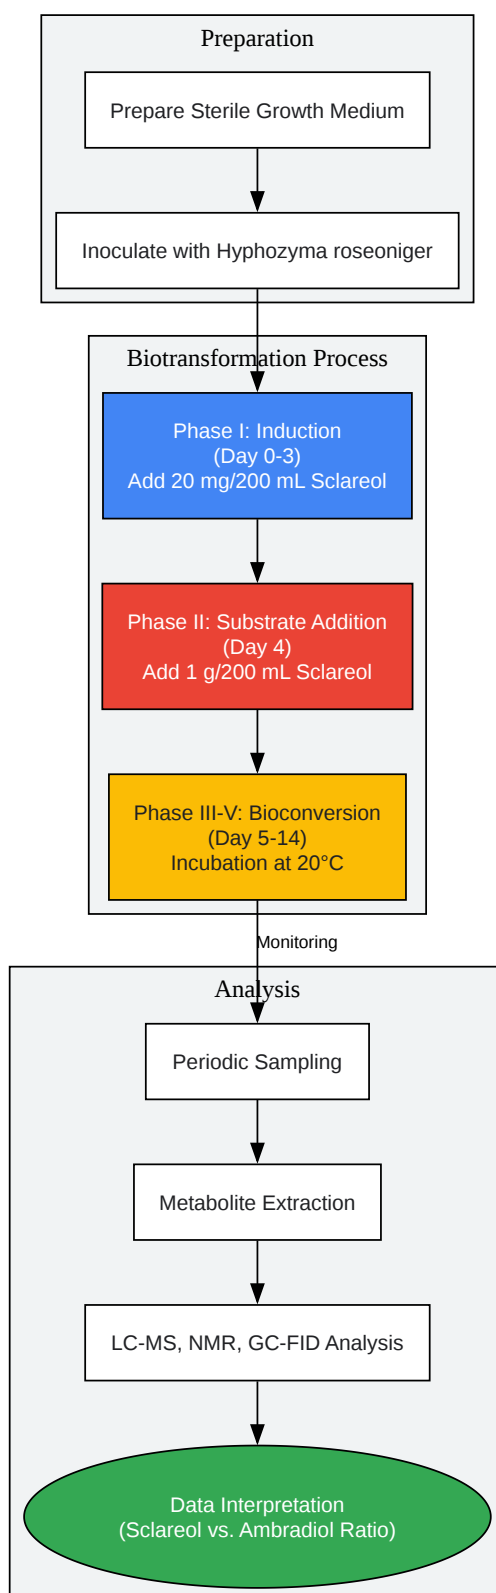 Preparation
Prepare Sterile Growth Medium
Inoculate with Hyphozyma roseoniger
Biotransformation Process
Phase I: Induction
(Day 0-3)
Add 20 mg/200 mL Sclareol
Phase II: Substrate Addition
(Day 4)
Add 1 g/200 mL Sclareol
Phase III-V: Bioconversion
(Day 5-14)
Incubation at 20°C
Monitoring
Analysis
Periodic Sampling
Metabolite Extraction
LC-MS, NMR, GC-FID Analysis
Data Interpretation
(Sclareol vs. Ambradiol Ratio)